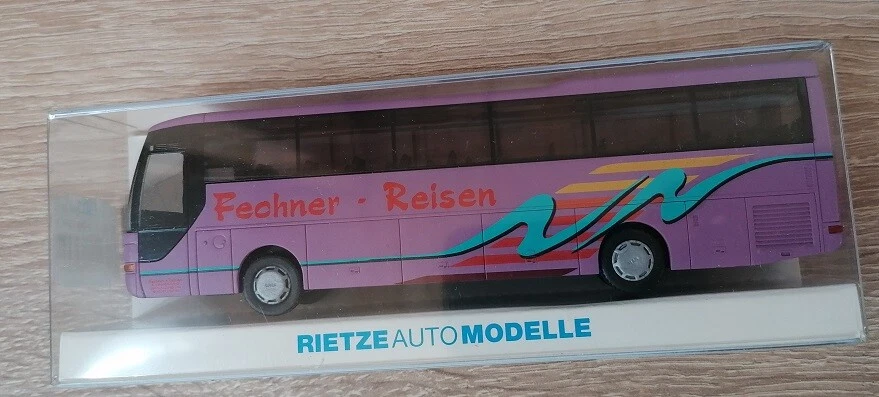 Fechner - Reisen
RIETZE AUTO MODELLE